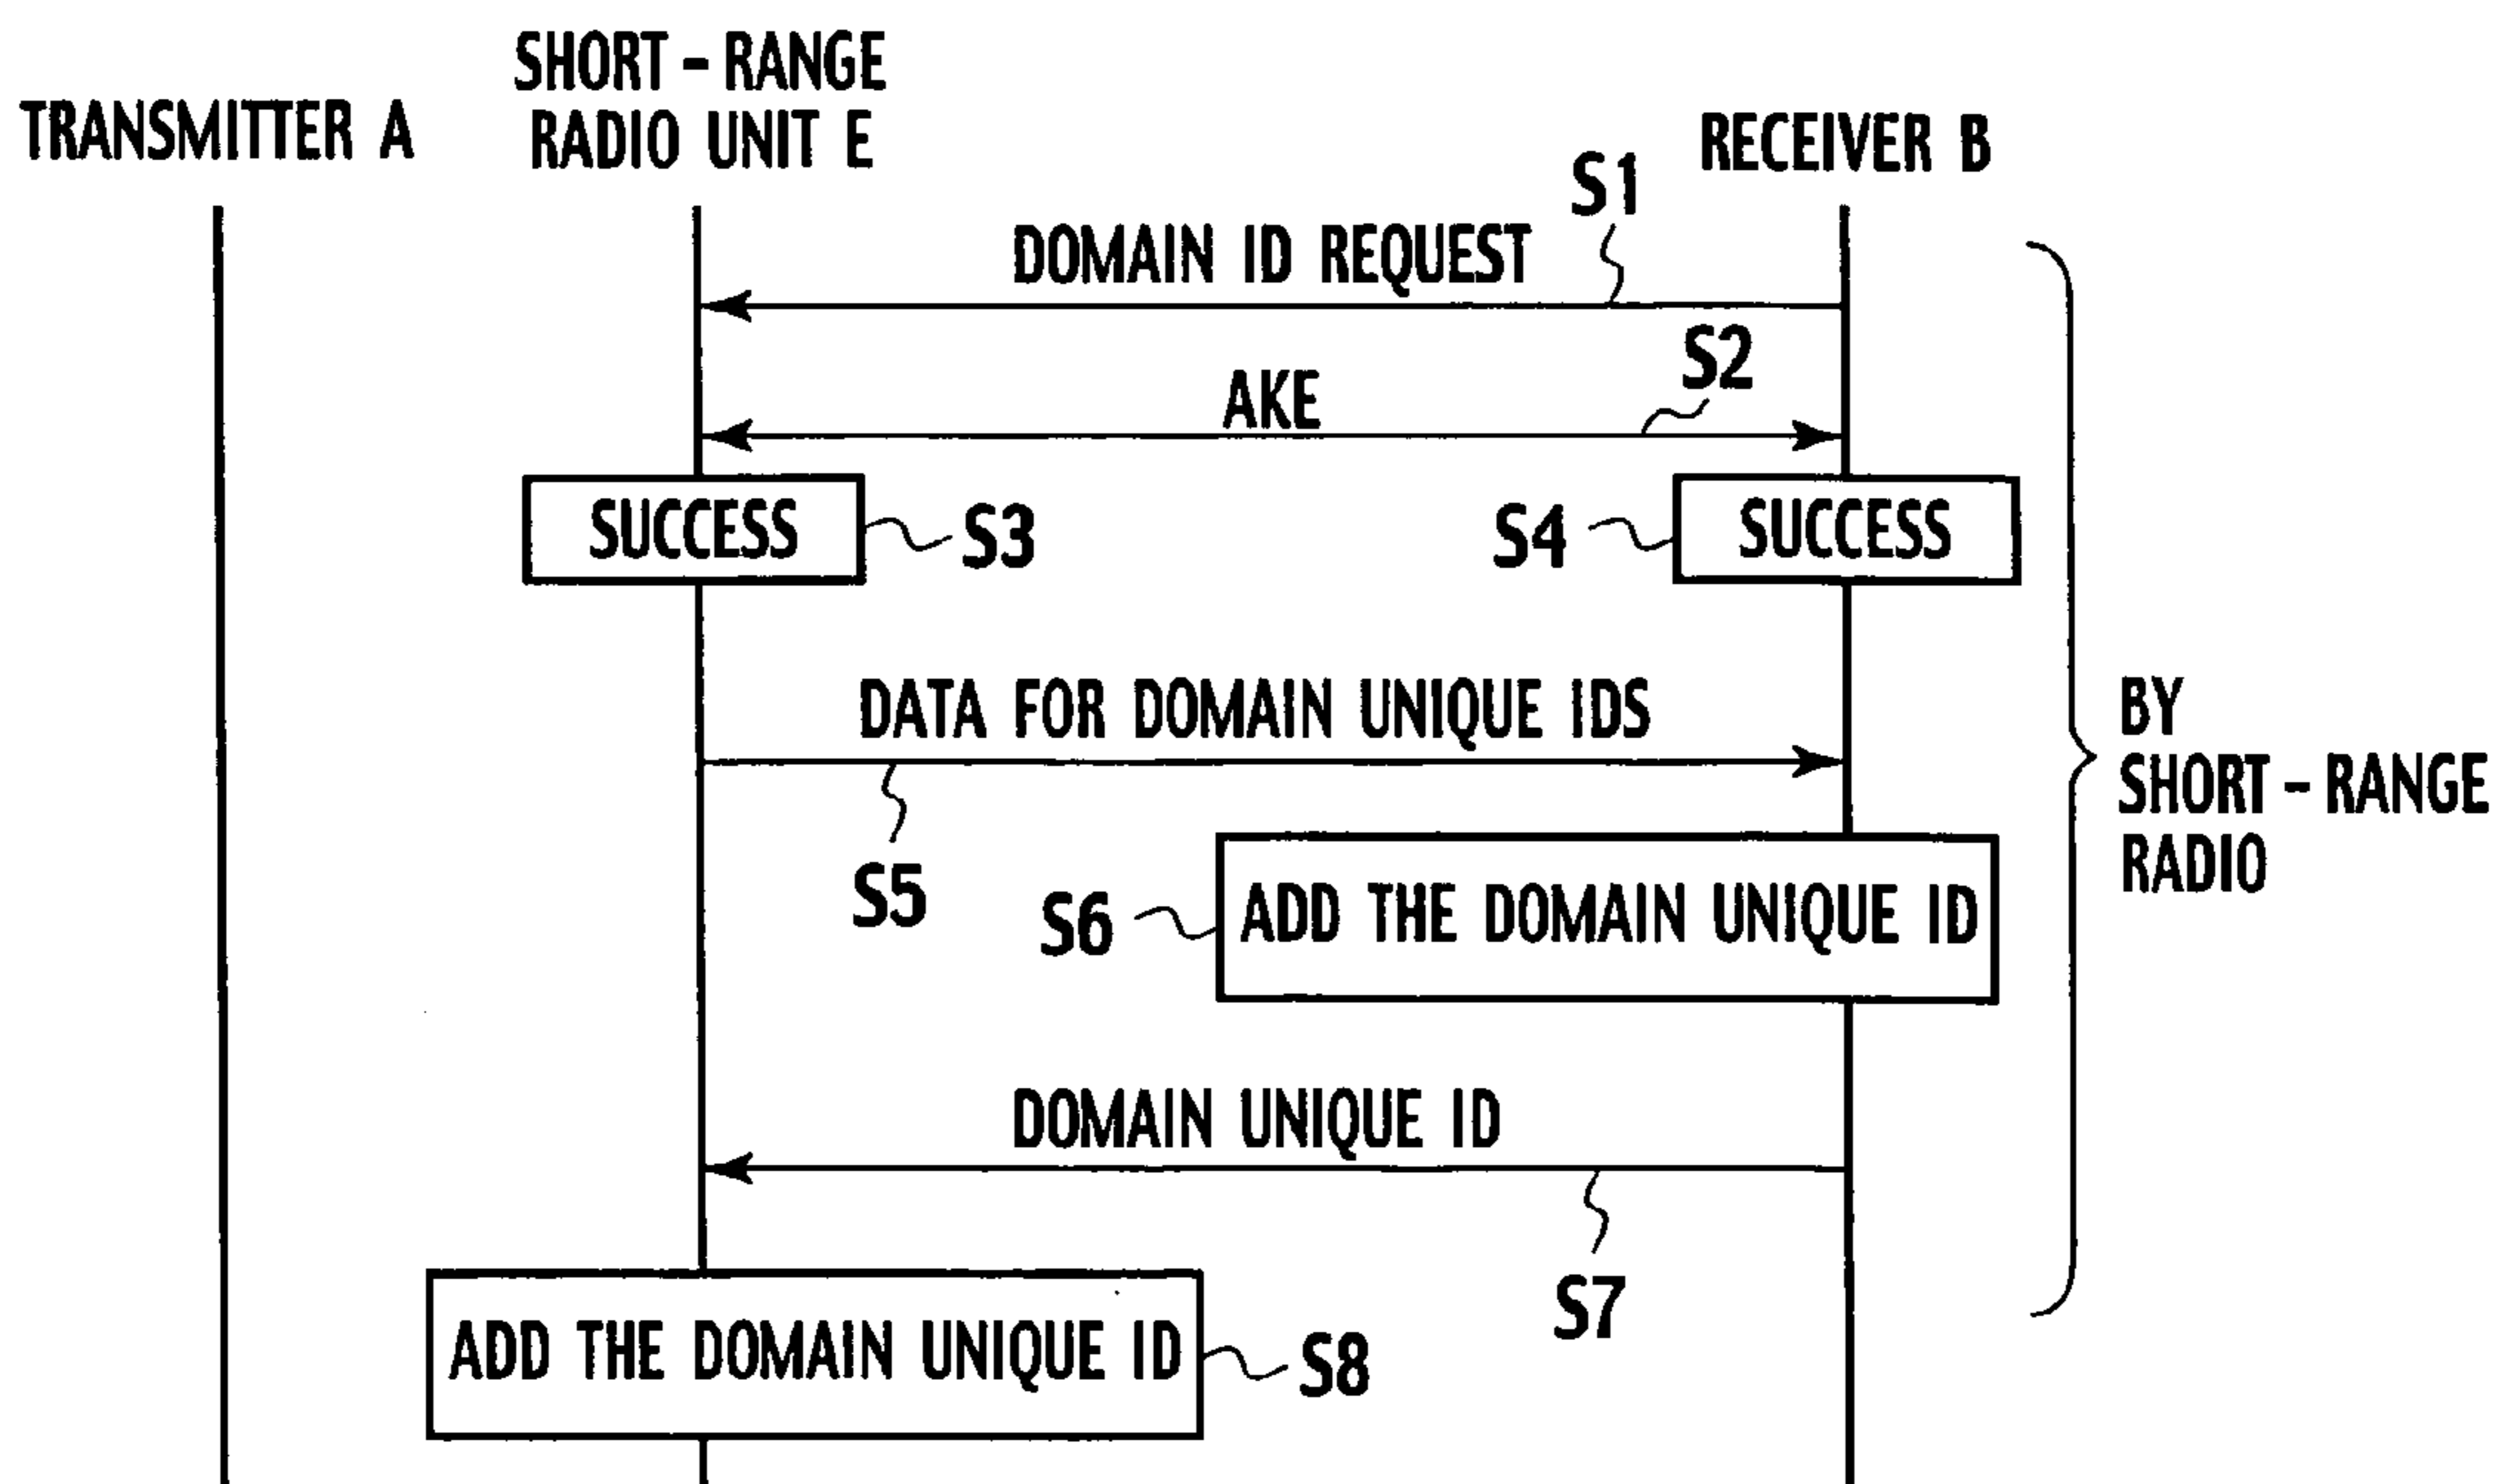 SHORT-RANGE
RADIO UNIT E
TRANSMITTER A
RECEIVER B
S1
DOMAIN ID REQUEST
S2
AKE
SUCCESS
S3
S4
SUCCESS
DATA FOR DOMAIN UNIQUE IDS
S5
BY
SHORT-RANGE
RADIO
S6
ADD THE DOMAIN UNIQUE ID
DOMAIN UNIQUE ID
S7
ADD THE DOMAIN UNIQUE ID
S8